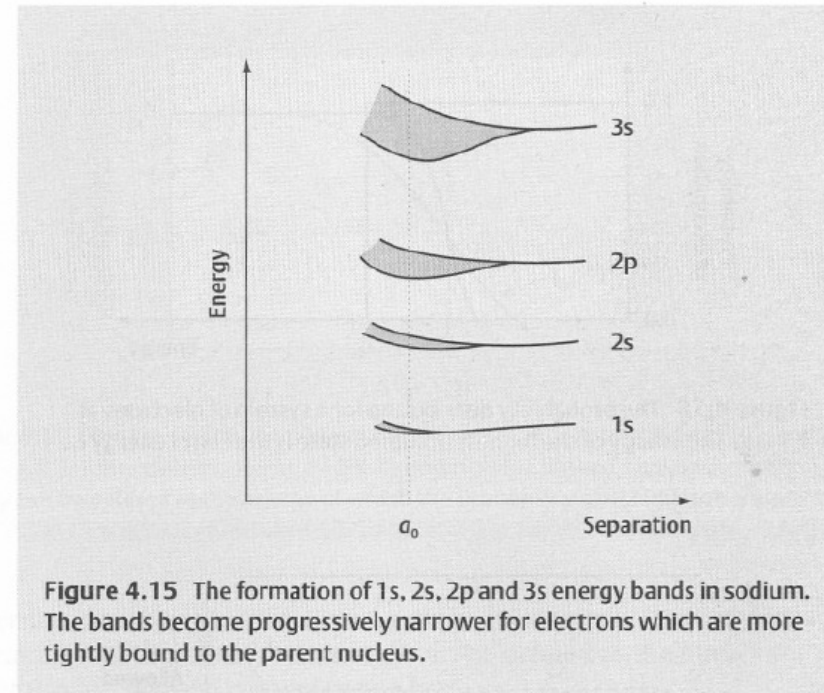 3s
2p
Energy
2s
1s
a₀ Separation
Figure 4.15 The formation of 1s, 2s, 2p and 3s energy bands in sodium.
The bands become progressively narrower for electrons which are more
tightly bound to the parent nucleus.